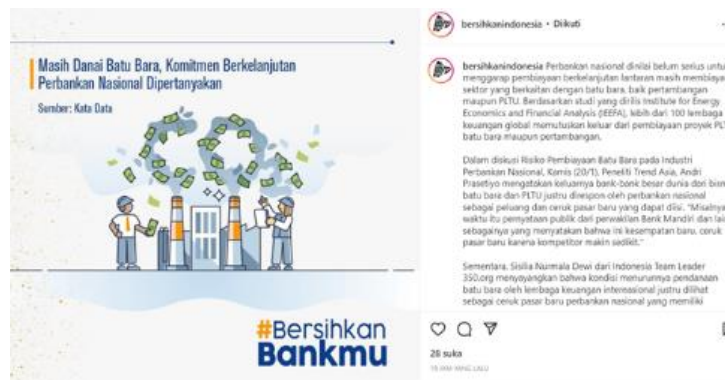 Masih Danai Batu Bara, Komitmen Berkelanjutan
Perbankan Nasional Dipertanyakan
Sumber: Kata Data
CO2
#Bersihkan
Bankmu
bersihkanindonesia • Diikuti
bersihkanindonesia Perbankan nasional dinilai belum serius untu
menggarap pembiayaan berkelanjutan lantaran masih membiaya
sektor yang berkaitan dengan batu bara, baik pertambangan
maupun PLTU. Berdasarkan studi yang dirilis Institute for Energy
Economics and Financial Analysis (IEEFA), lebih dari 100 lembaga
keuangan global memutuskan keluar dari pembiayaan proyek PLT
batu bara maupun pertambangan.
Dalam diskusi Risiko Pembiayaan Batu Bara pada Industri
Perbankan Nasional, Kamis (20/1), Peneliti Trend Asia, Andri
Prasetiyo mengatakan keluarnya bank-bank besar dunia dari bisn
batu bara dan PLTU justru direspon oleh perbankan nasional
sebagai peluang dan ceruk pasar baru yang dapat diisi. "Misalnya
waktu itu pernyataan publik dari perwakilan Bank Mandiri dan lai
sebagainya yang menyatakan bahwa ini kesempatan baru, ceruk
pasar baru karena kompetitor makin sedikit."
Sementara, Sisilia Nurmala Dewi dari Indonesia Team Leader
350.org menyayangkan bahwa kondisi menurunnya pendanaan
batu bara oleh lembaga keuangan internasional justru dilihat
sebagai ceruk pasar baru perbankan nasional yang memiliki
28 suka
LALU